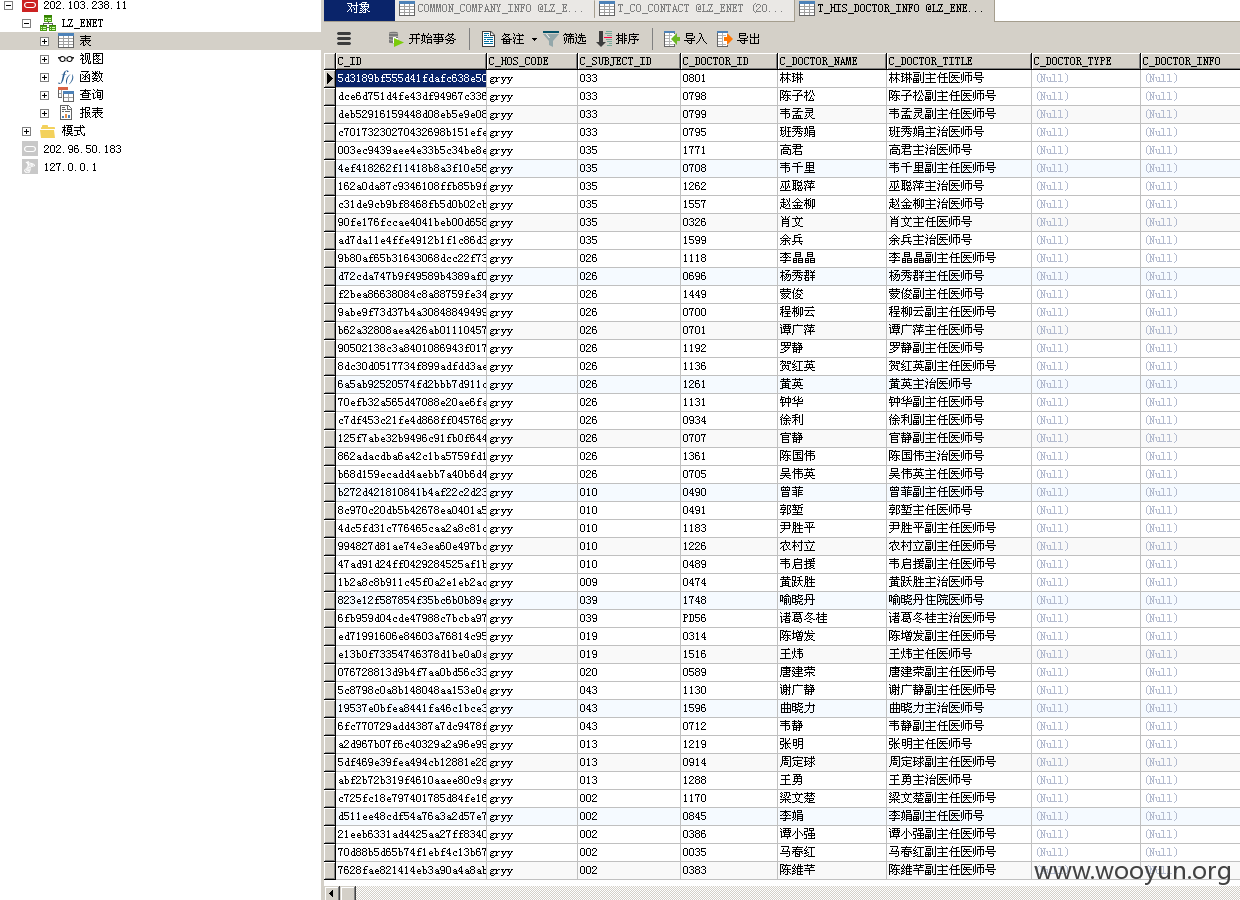 202.103.238.11
LZ_ENET
表
视图
函数
查询
报表
模式
202.96.50.183
127.0.0.1
对象 COMMON_COMPANY_INFO @LZ_E... T_CO_CONTACT @LZ_ENET (20... T_HIS_DOCTOR_INFO @LZ_ENE...
开始事务 备注 筛选 排序 导入 导出
C_ID C_HOS_CODE C_SUBJECT_ID C_DOCTOR_ID C_DOCTOR_NAME C_DOCTOR_TITLE C_DOCTOR_TYPE C_DOCTOR_INFO
5d3189bf555d41fdafc638e50 gryy 033 0801 林琳 林琳副主任医师号 (Null) (Null)
dce6d751d4fe43df94967c336 gryy 033 0798 陈子松 陈子松副主任医师号 (Null) (Null)
deb52916159448d08eb5e9e08 gryy 033 0799 韦孟灵 韦孟灵副主任医师号 (Null) (Null)
c70173230270432698b151efe gryy 033 0795 班秀娟 班秀娟主治医师号 (Null) (Null)
003ec9439aee4e33b5c34be8e gryy 035 1771 高君 高君主治医师号 (Null) (Null)
4ef418262f11418b8a3f10e56 gryy 035 0708 韦千里 韦千里副主任医师号 (Null) (Null)
162a0da87c9346108ffb85b9f gryy 035 1262 巫聪萍 巫聪萍主治医师号 (Null) (Null)
c31de9cb9bf8468fb5d0b02cb gryy 035 1557 赵金柳 赵金柳主治医师号 (Null) (Null)
90fe176fccae4041beb00d658 gryy 035 0326 肖文 肖文主任医师号 (Null) (Null)
ad7da11e4ffe4912b1f1c86d3 gryy 035 1599 余兵 余兵主治医师号 (Null) (Null)
9b80af65b31643068dcc22f73 gryy 026 1118 李晶晶 李晶晶副主任医师号 (Null) (Null)
d72cda747b9f49589b4389af0 gryy 026 0696 杨秀群 杨秀群主任医师号 (Null) (Null)
f2bea86638084c8a88759fe34 gryy 026 1449 蒙俊 蒙俊副主任医师号 (Null) (Null)
9abe9f73d37b4a30848849499 gryy 026 0700 程柳云 程柳云副主任医师号 (Null) (Null)
b62a32808aea426ab01110457 gryy 026 0701 谭广萍 谭广萍主任医师号 (Null) (Null)
90502138c3a8401086943f017 gryy 026 1192 罗静 罗静副主任医师号 (Null) (Null)
8dc30d0517734f899adfdd3ae gryy 026 1136 贺红英 贺红英副主任医师号 (Null) (Null)
6a5ab92520574fd2bbb7d911c gryy 026 1261 黄英 黄英主治医师号 (Null) (Null)
70efb32a565d47088e20ae6fs gryy 026 1131 钟华 钟华副主任医师号 (Null) (Null)
c7df453c21fe4d868ff045768 gryy 026 0934 徐利 徐利副主任医师号 (Null) (Null)
125f7abe32b9496c91fb0f644 gryy 026 0707 官静 官静副主任医师号 (Null) (Null)
862adacdba6a42c1ba5759fd1 gryy 026 1361 陈国伟 陈国伟主治医师号 (Null) (Null)
b68d159ecadd4aebb7a40b6d4 gryy 026 0705 吴伟英 吴伟英主任医师号 (Null) (Null)
b272d421810841b4af22c2d23 gryy 010 0490 曾菲 曾菲副主任医师号 (Null) (Null)
8c970c20db5b42678ea0401a5 gryy 010 0491 郭堑 郭堑主任医师号 (Null) (Null)
4dc5fd31c776465caa2a8c81c gryy 010 1183 尹胜平 尹胜平副主任医师号 (Null) (Null)
994827d81ae74e3ea60e497bc gryy 010 1226 农村立 农村立副主任医师号 (Null) (Null)
47ad91d24ff0429284525af1b gryy 010 0489 韦启援 韦启援副主任医师号 (Null) (Null)
1b2a8c8b911c45f0a2e1eb2ac gryy 009 0474 黄跃胜 黄跃胜主治医师号 (Null) (Null)
823e12f587854f35bc6b0b89e gryy 039 1748 喻晓丹 喻晓丹住院医师号 (Null) (Null)
6fb959d04cde47988c7bcba97 gryy 039 PD56 诸葛冬桂 诸葛冬桂主治医师号 (Null) (Null)
ed71991606e84603a76814c95 gryy 019 0314 陈增发 陈增发副主任医师号 (Null) (Null)
e13b0f73354746378d1be0a0s gryy 019 1516 王炜 王炜主任医师号 (Null) (Null)
076728813d9b4f7aa0bd56c33 gryy 020 0589 唐建荣 唐建荣主任医师号 (Null) (Null)
5c8798c0a8b148048aa153e0e gryy 043 1130 谢广静 谢广静副主任医师号 (Null) (Null)
19537e0bfea8441fa46c1bce3 gryy 043 1596 曲晓力 曲晓力主治医师号 (Null) (Null)
6fc770729add4387a7dc9478f gryy 043 0712 韦静 韦静副主任医师号 (Null) (Null)
a2d967b07f6c40329a2a96e99 gryy 013 1219 张明 张明主任医师号 (Null) (Null)
5df469e39fea494cb12881e28 gryy 013 0914 周定球 周定球副主任医师号 (Null) (Null)
abf2b72b319f4610aaee80c9s gryy 013 1288 王勇 王勇主治医师号 (Null) (Null)
c725fc18e797401785d84fe16 gryy 002 1170 梁文楚 梁文楚副主任医师号 (Null) (Null)
d511ee48cdf54a76a3a2d57e7 gryy 002 0845 李娟 李娟副主任医师号 (Null) (Null)
21eeb6331ad4425aa27ff8340 gryy 002 0386 谭小强 谭小强副主任医师号 (Null) (Null)
70d88b5d65b74f1ebf4c13b67 gryy 002 0035 马春红 马春红副主任医师号 (Null) (Null)
7628fae821414eb3a90a4a8ab gryy 002 0383 陈维芊 陈维芊副主任医师号 (Null) (Null)
www.wooyun.org